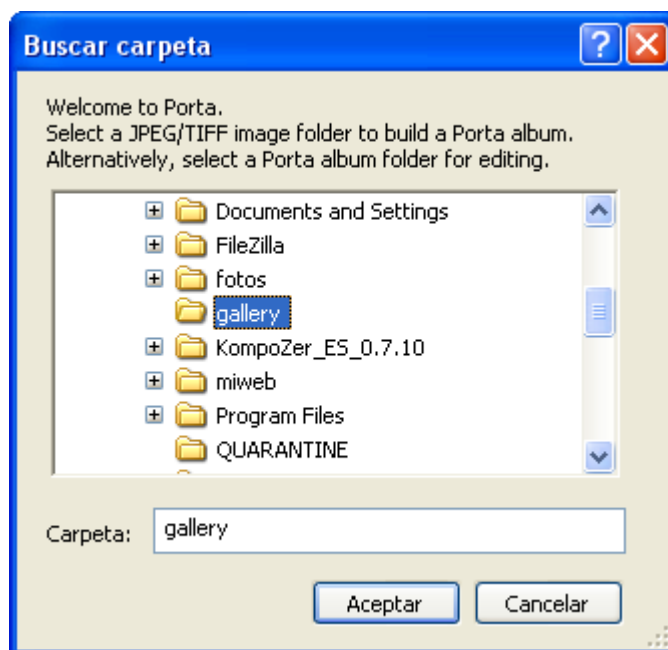 Buscar carpeta
Welcome to Porta.
Select a JPEG/TIFF image folder to build a Porta album.
Alternatively, select a Porta album folder for editing.
Documents and Settings
FileZilla
fotos
gallery
KompoZer_ES_0.7.10
miweb
Program Files
QUARANTINE
Carpeta: gallery
Aceptar Cancelar